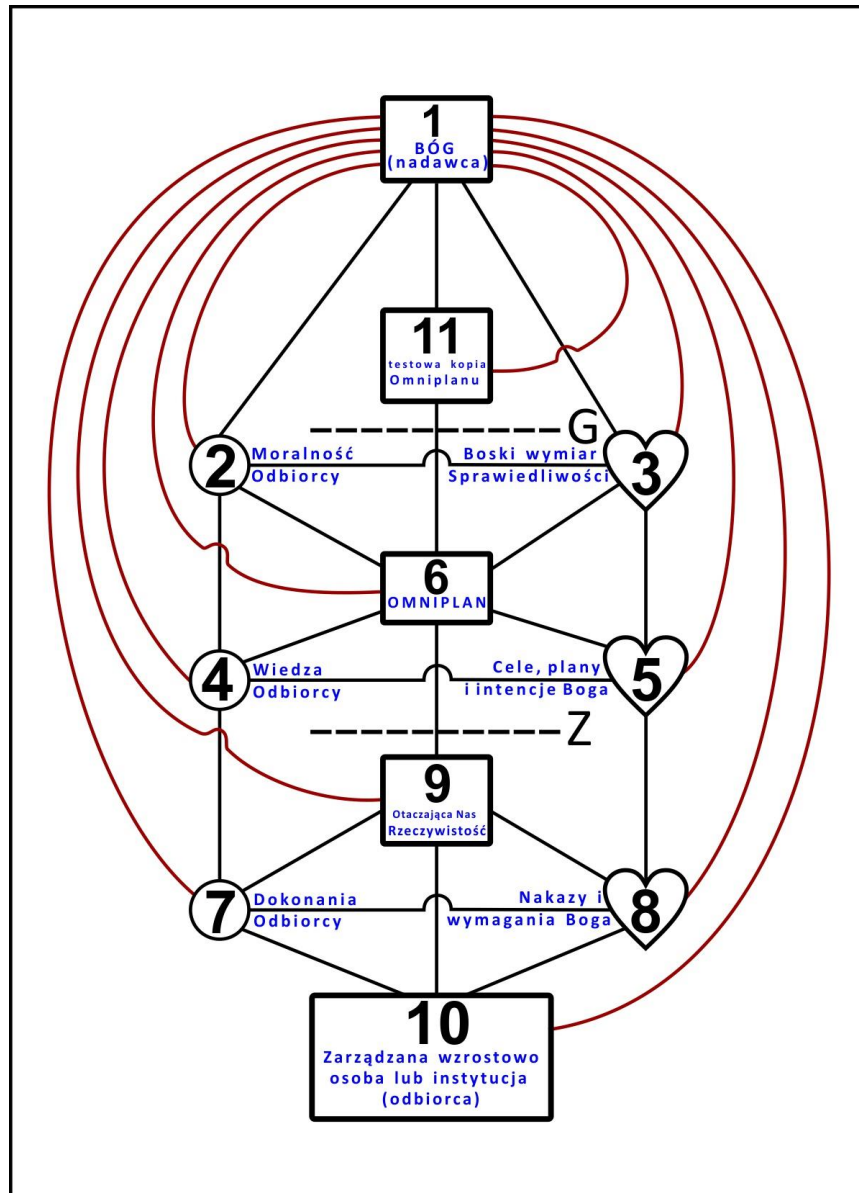 1
BÓG
(nadawca)
11
testowa kopia
Omniplanu
G
2
Moralność
Odbiorcy
Boski wymiar
Sprawiedliwości
3
6
OMNIPLAN
4
Wiedza
Odbiorcy
Cele, plany
i intencje Boga
5
Z
9
Otaczająca Nas
Rzeczywistość
7
Dokonania
Odbiorcy
Nakazy i
wymagania Boga
8
10
Zarządzana wzrostowo
osoba lub instytucja
(odbiorca)